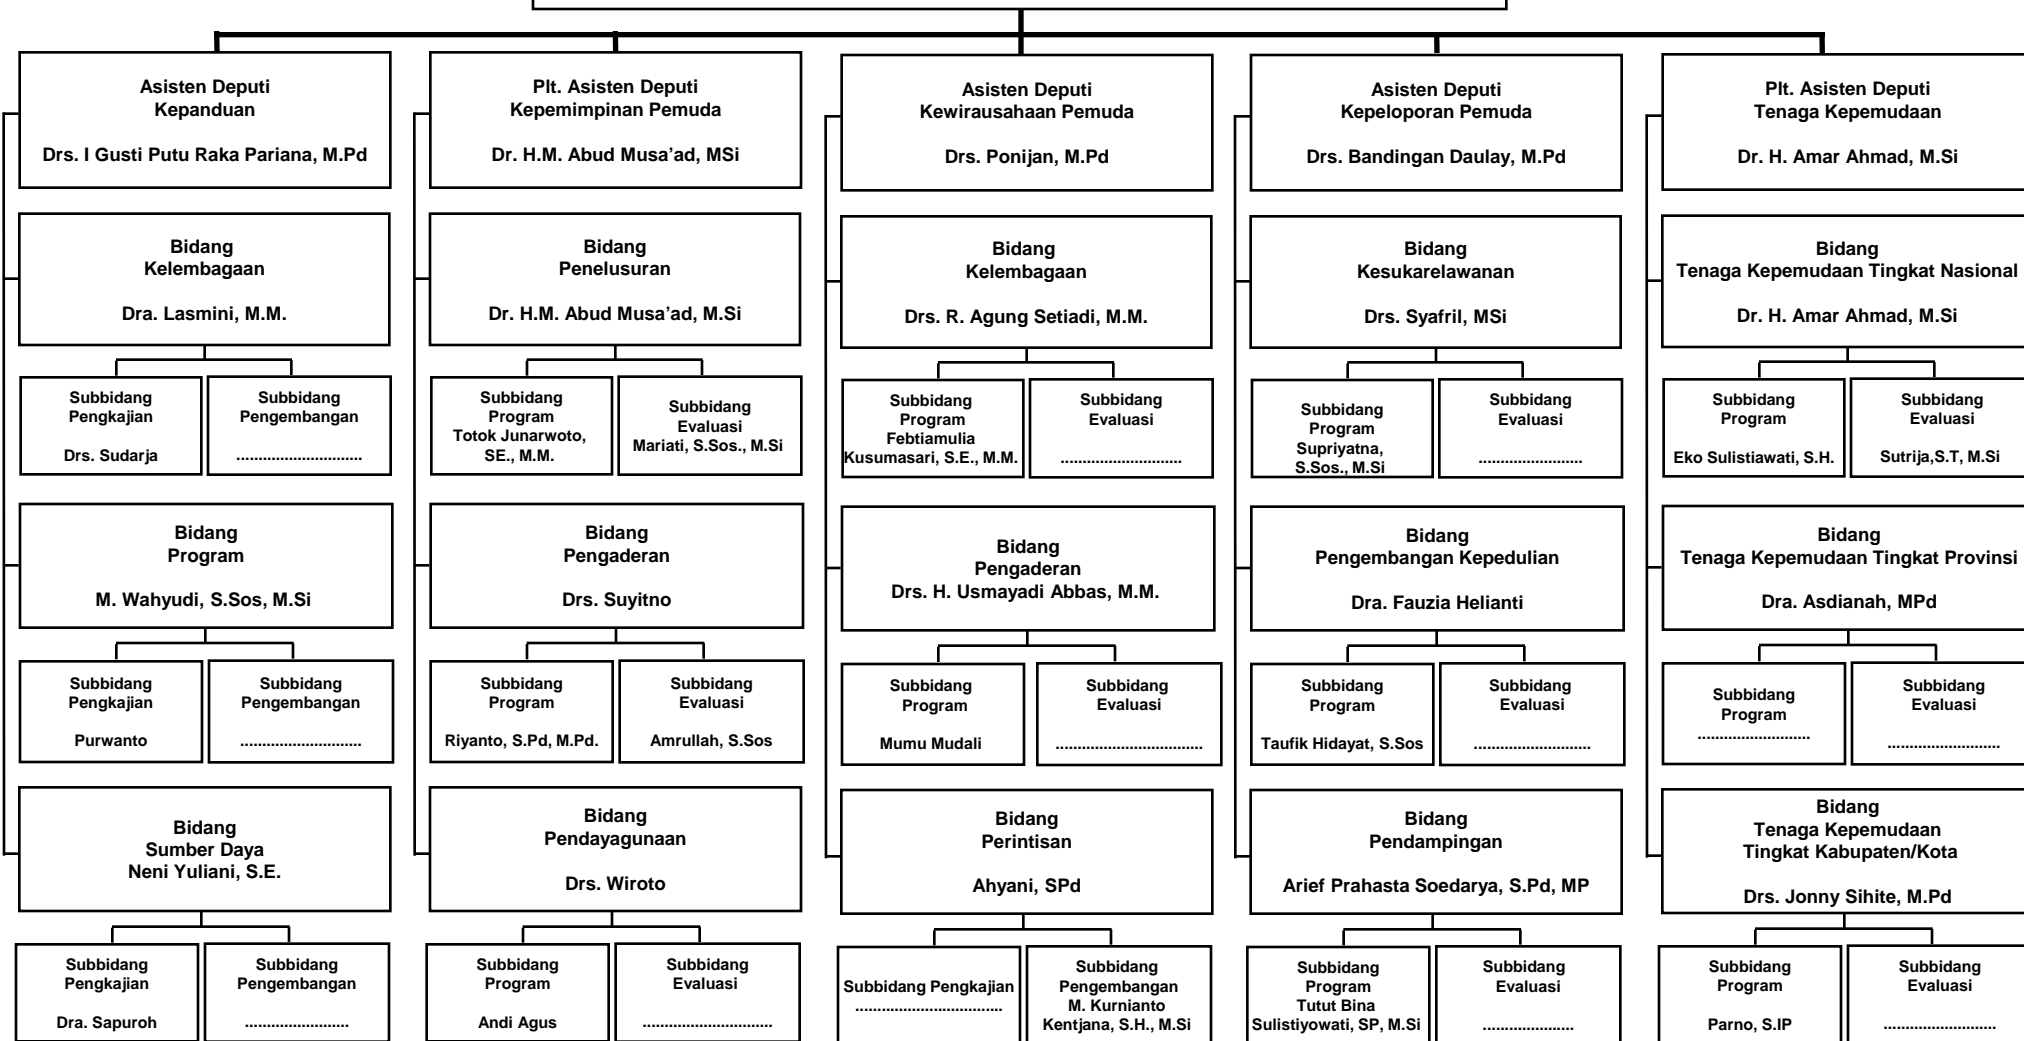 Asisten Deputi
Kepanduan
Drs. I Gusti Putu Raka Pariana, M.Pd
Plt. Asisten Deputi
Kepemimpinan Pemuda
Dr. H.M. Abud Musa'ad, MSi
Asisten Deputi
Kewirausahaan Pemuda
Drs. Ponijan, M.Pd
Asisten Deputi
Kepeloporan Pemuda
Drs. Bandingan Daulay, M.Pd
Plt. Asisten Deputi
Tenaga Kepemudaan
Dr. H. Amar Ahmad, M.Si
Bidang
Kelembagaan
Dra. Lasmini, M.M.
Bidang
Penelusuran
Dr. H.M. Abud Musa'ad, M.Si
Bidang
Kelembagaan
Drs. R. Agung Setiadi, M.M.
Bidang
Kesukarelawanan
Drs. Syafril, MSi
Bidang
Tenaga Kepemudaan Tingkat Nasional
Dr. H. Amar Ahmad, M.Si
Subbidang
Pengkajian
Drs. Sudarja
Subbidang
Pengembangan
............................
Subbidang
Program
Totok Junarwoto,
SE., M.M.
Subbidang
Evaluasi
Mariati, S.Sos., M.Si
Subbidang
Program
Febtiamulia
Kusumasari, S.E., M.M.
Subbidang
Evaluasi
...........................
Subbidang
Program
Supriyatna,
S.Sos., M.Si
Subbidang
Evaluasi
.......................
Subbidang
Program
Eko Sulistiawati, S.H.
Subbidang
Evaluasi
Sutrija,S.T, M.Si
Bidang
Program
M. Wahyudi, S.Sos, M.Si
Bidang
Pengaderan
Drs. Suyitno
Bidang
Pengaderan
Drs. H. Usmayadi Abbas, M.M.
Bidang
Pengembangan Kepedulian
Dra. Fauzia Helianti
Bidang
Tenaga Kepemudaan Tingkat Provinsi
Dra. Asdianah, MPd
Subbidang
Pengkajian
Purwanto
Subbidang
Pengembangan
...........................
Subbidang
Program
Riyanto, S.Pd, M.Pd.
Subbidang
Evaluasi
Amrullah, S.Sos
Subbidang
Program
Mumu Mudali
Subbidang
Evaluasi
.................................
Subbidang
Program
Taufik Hidayat, S.Sos
Subbidang
Evaluasi
..........................
Subbidang
Program
.........................
Subbidang
Evaluasi
.........................
Bidang
Sumber Daya
Neni Yuliani, S.E.
Bidang
Pendayagunaan
Drs. Wiroto
Bidang
Perintisan
Ahyani, SPd
Bidang
Pendampingan
Arief Prahasta Soedarya, S.Pd, MP
Bidang
Tenaga Kepemudaan
Tingkat Kabupaten/Kota
Drs. Jonny Sihite, M.Pd
Subbidang
Pengkajian
Dra. Sapuroh
Subbidang
Pengembangan
.......................
Subbidang
Program
Andi Agus
Subbidang
Evaluasi
.............................
Subbidang Pengkajian
.................................
Subbidang
Pengembangan
M. Kurnianto
Kentjana, S.H., M.Si
Subbidang
Program
Tutut Bina
Sulistiyowati, SP, M.Si
Subbidang
Evaluasi
....................
Subbidang
Program
Parno, S.IP
Subbidang
Evaluasi
.........................